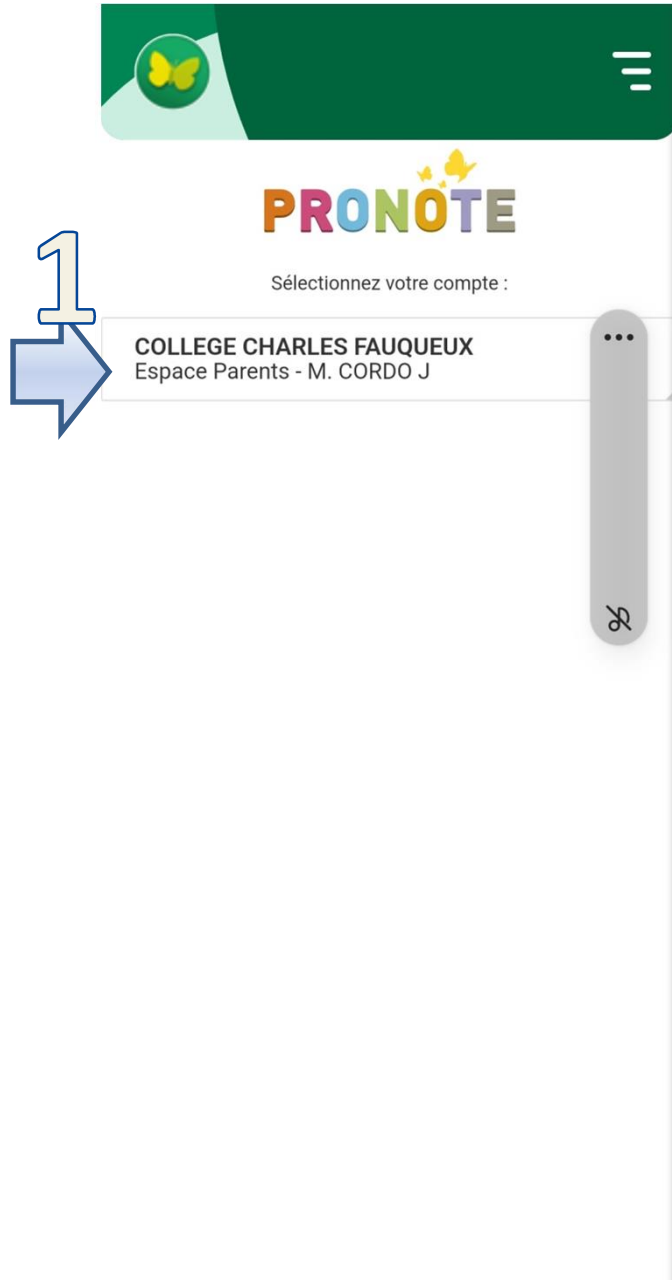 PRONOTE
Sélectionnez votre compte :
1
COLLEGE CHARLES FAUQUEUX
Espace Parents - M. CORDO J